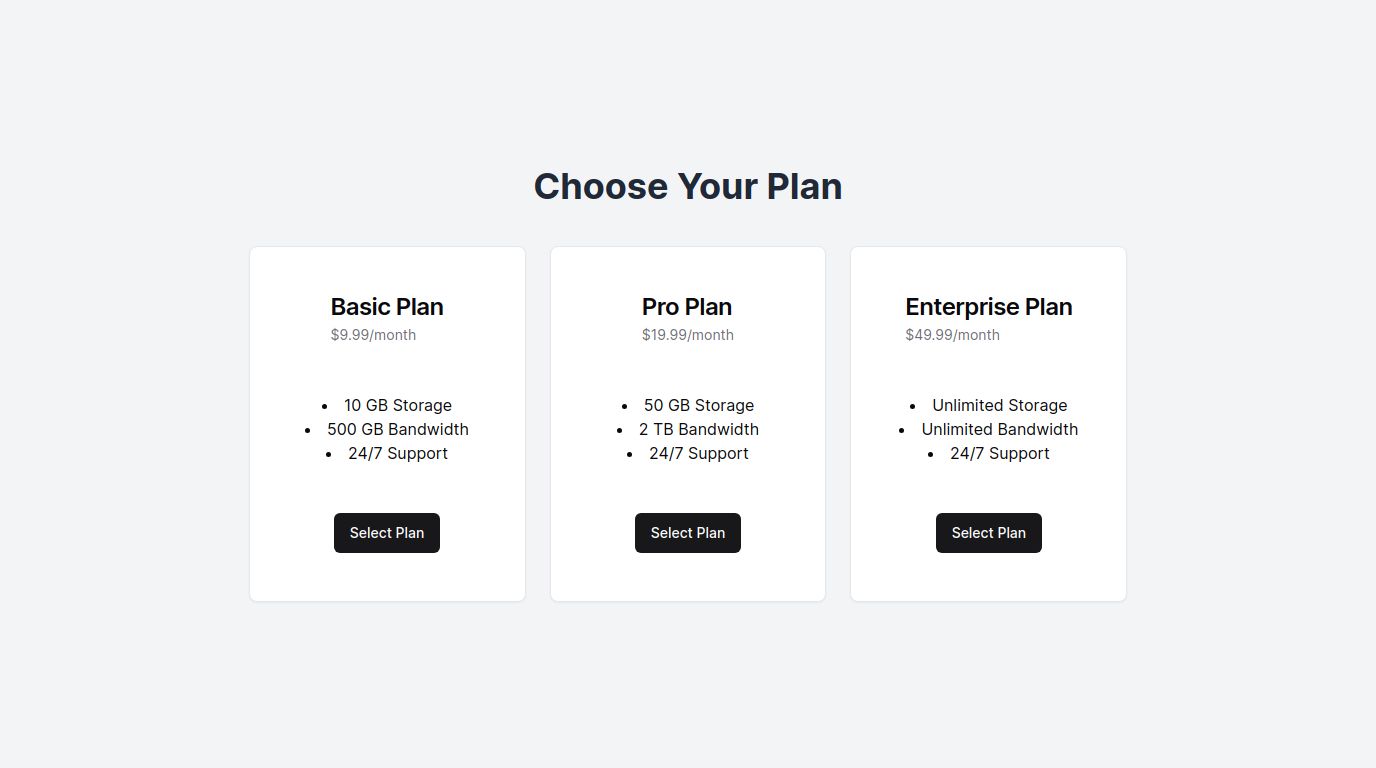 Choose Your Plan
Basic Plan
$9.99/month
• 10 GB Storage
• 500 GB Bandwidth
• 24/7 Support
Select Plan
Pro Plan
$19.99/month
• 50 GB Storage
• 2 TB Bandwidth
• 24/7 Support
Select Plan
Enterprise Plan
$49.99/month
• Unlimited Storage
• Unlimited Bandwidth
• 24/7 Support
Select Plan